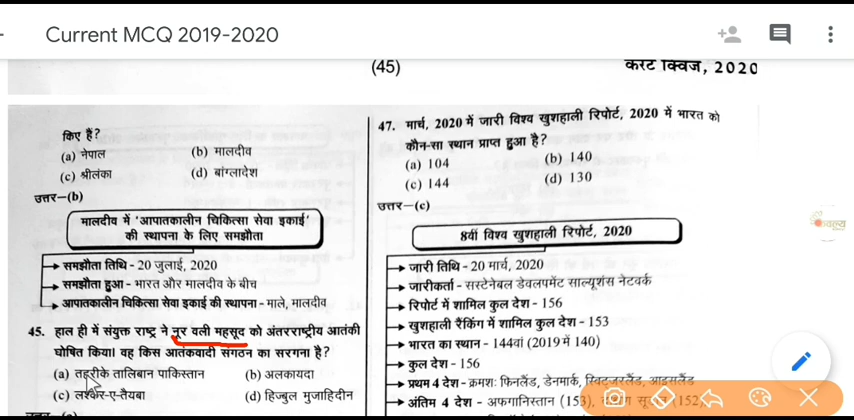 Current MCQ 2019-2020
(45)
करेंट क्विज, 2020
किए हैं?
(a) नेपाल (b) मालदीव
(c) श्रीलंका (d) बांग्लादेश
उत्तर–(b)
मालदीव में 'आपातकालीन चिकित्सा सेवा इकाई'
की स्थापना के लिए समझौता
समझौता तिथि - 20 जुलाई, 2020
समझौता हुआ - भारत और मालदीव के बीच
आपातकालीन चिकित्सा सेवा इकाई की स्थापना - माले, मालदीव
45. हाल ही में संयुक्त राष्ट्र ने नूर वली महसूद को अंतरराष्ट्रीय आतंकी
घोषित किया। वह किस आतंकवादी संगठन का सरगना है?
(a) तहरीके तालिबान पाकिस्तान (b) अलकायदा
(c) लश्कर-ए-तैयबा (d) हिज्बुल मुजाहिदीन
47. मार्च, 2020 में जारी विश्व खुशहाली रिपोर्ट, 2020 में भारत को
कौन-सा स्थान प्राप्त हुआ है?
(a) 104 (b) 140
(c) 144 (d) 130
उत्तर–(c)
8वीं विश्व खुशहाली रिपोर्ट, 2020
जारी तिथि - 20 मार्च, 2020
जारीकर्ता - सस्टेनेबल डेवलपमेंट साल्यूशंस नेटवर्क
रिपोर्ट में शामिल कुल देश - 156
खुशहाली रैंकिंग में शामिल कुल देश - 153
भारत का स्थान - 144वां (2019 में 140)
कुल देश - 156
प्रथम 4 देश - क्रमशः फिनलैंड, डेनमार्क, स्विट्जरलैंड, आइसलैंड
अंतिम 4 देश - अफगानिस्तान (153),